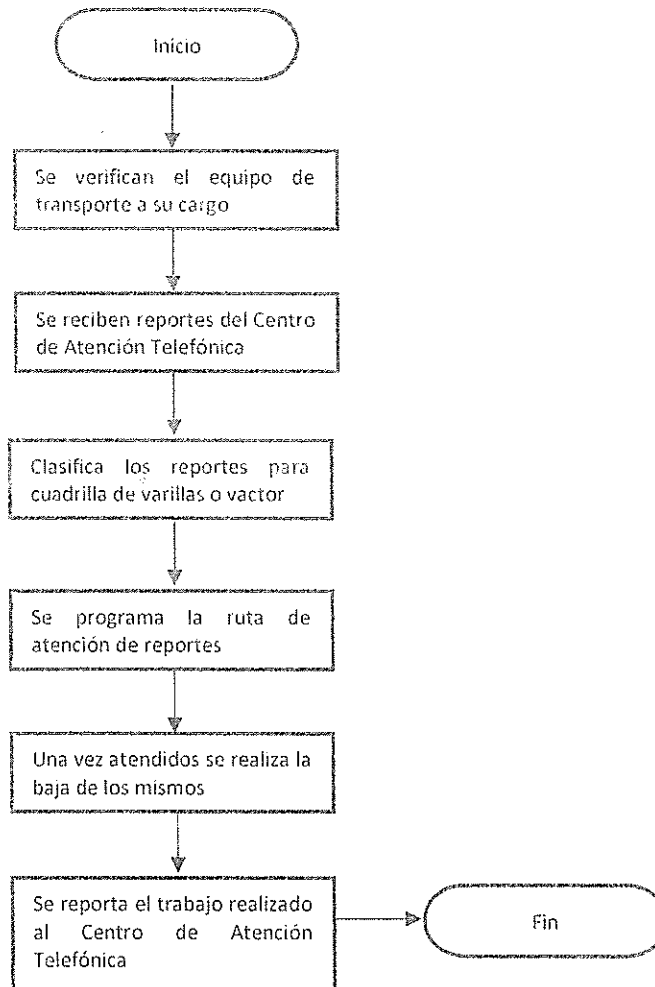 Inicio
Se verifican el equipo de
transporte a su cargo
Se reciben reportes del Centro
de Atención Telefónica
Clasifica los reportes para
cuadrilla de varillas o vactor
Se programa la ruta de
atención de reportes
Una vez atendidos se realiza la
baja de los mismos
Se reporta el trabajo realizado
al Centro de Atención
Telefónica
Fin